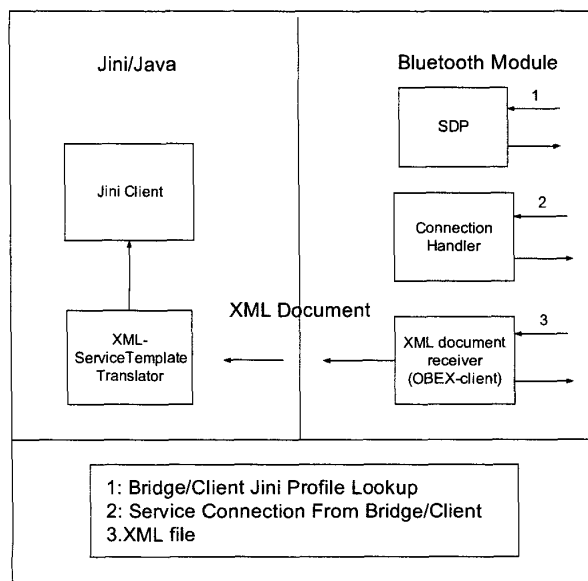 Jini/Java
Bluetooth Module
1
SDP
Jini Client
2
Connection
Handler
XML Document
XML-
ServiceTemplate
Translator
3
XML document
receiver
(OBEX-client)
1: Bridge/Client Jini Profile Lookup
2: Service Connection From Bridge/Client
3.XML file